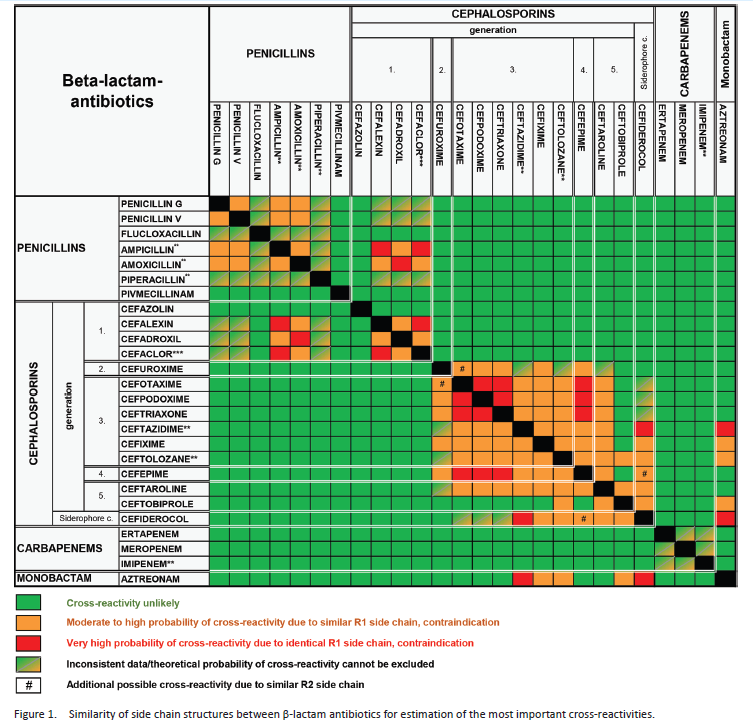 CEPHALOSPORINS
generation
PENICILLINS
CARBAPENEMS
Monobactam
Siderophore c.
1.
2.
3.
4.
5.
Beta-lactam-
antibiotics
PENICILLIN G
PENICILLIN V
FLUCLOXACILLIN
AMPICILLIN**
AMOXICILLIN**
PIPERACILLIN**
PIVMECILLINAM
CEFAZOLIN
CEFALEXIN
CEFADROXIL
CEFACLOR***
CEFUROXIME
CEFOTAXIME
CEFPODOXIME
CEFTRIAXONE
CEFTAZIDIME**
CEFIXIME
CEFTOLOZANE**
CEFEPIME
CEFTAROLINE
CEFTOBIPROLE
CEFIDEROCOL
ERTAPENEM
MEROPENEM
IMIPENEM**
AZTREONAM
PENICILLINS
PENICILLIN G
PENICILLIN V
FLUCLOXACILLIN
AMPICILLIN**
AMOXICILLIN**
PIPERACILLIN**
PIVMECILLINAM
CEPHALOSPORINS
generation
1.
CEFAZOLIN
CEFALEXIN
CEFADROXIL
CEFACLOR***
2.
CEFUROXIME
#
3.
CEFOTAXIME
#
CEFPODOXIME
CEFTRIAXONE
CEFTAZIDIME**
CEFIXIME
CEFTOLOZANE**
4.
CEFEPIME
#
5.
CEFTAROLINE
CEFTOBIPROLE
Siderophore c.
CEFIDEROCOL
#
CARBAPENEMS
ERTAPENEM
MEROPENEM
IMIPENEM**
MONOBACTAM
AZTREONAM
Cross-reactivity unlikely
Moderate to high probability of cross-reactivity due to similar R1 side chain, contraindication
Very high probability of cross-reactivity due to identical R1 side chain, contraindication
Inconsistent data/theoretical probability of cross-reactivity cannot be excluded
# Additional possible cross-reactivity due to similar R2 side chain
Figure 1. Similarity of side chain structures between β-lactam antibiotics for estimation of the most important cross-reactivities.